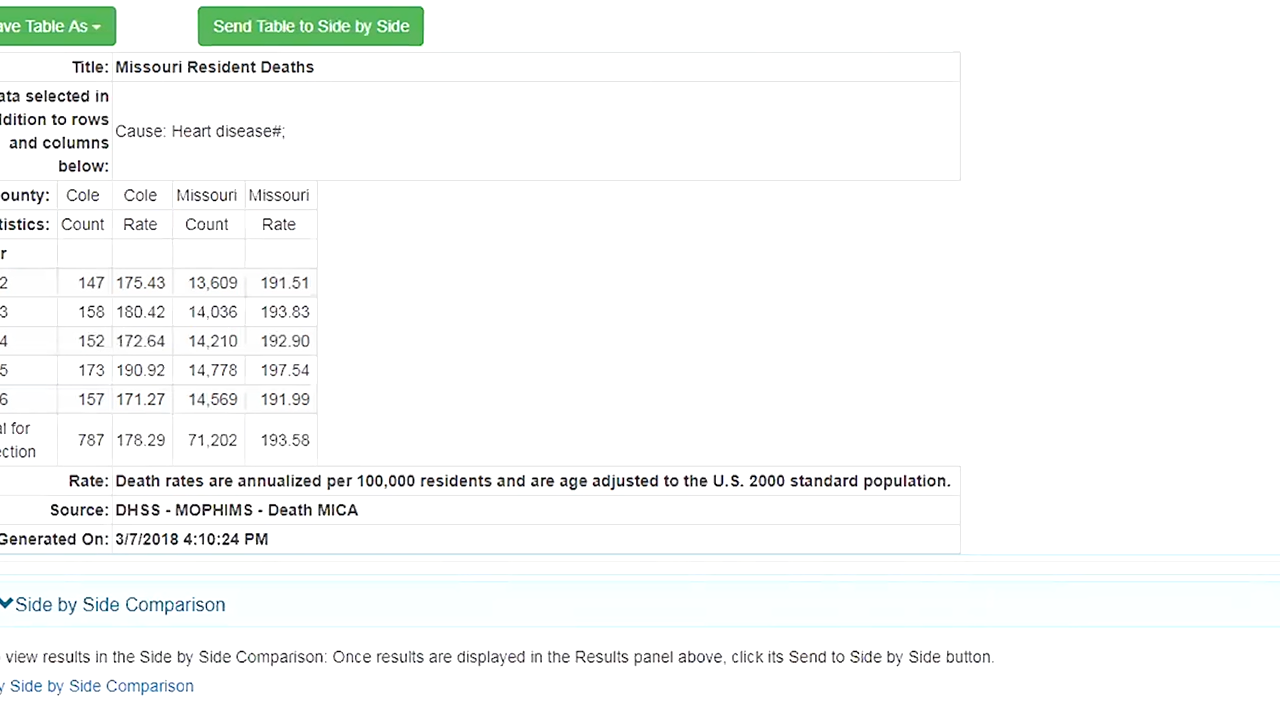 ave Table As
Send Table to Side by Side
Title: Missouri Resident Deaths
ata selected in
ddition to rows
and columns
below:
Cause: Heart disease#;
ounty: Cole Cole Missouri Missouri
tistics: Count Rate Count Rate
r
2 147 175.43 13,609 191.51
3 158 180.42 14,036 193.83
4 152 172.64 14,210 192.90
5 173 190.92 14,778 197.54
6 157 171.27 14,569 191.99
al for
ection
787 178.29 71,202 193.58
Rate: Death rates are annualized per 100,000 residents and are age adjusted to the U.S. 2000 standard population.
Source: DHSS - MOPHIMS - Death MICA
Generated On: 3/7/2018 4:10:24 PM
Side by Side Comparison
view results in the Side by Side Comparison: Once results are displayed in the Results panel above, click its Send to Side by Side button.
y Side by Side Comparison